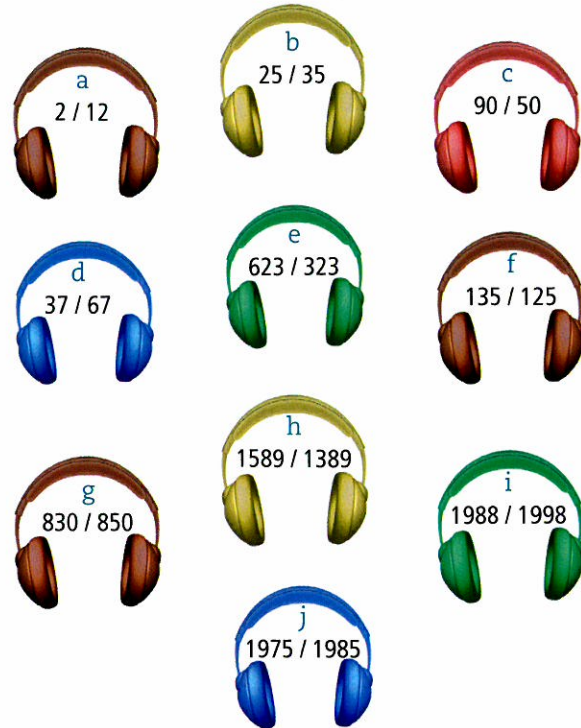 a
2 / 12
b
25 / 35
c
90 / 50
d
37 / 67
e
623 / 323
f
135 / 125
g
830 / 850
h
1589 / 1389
i
1988 / 1998
j
1975 / 1985